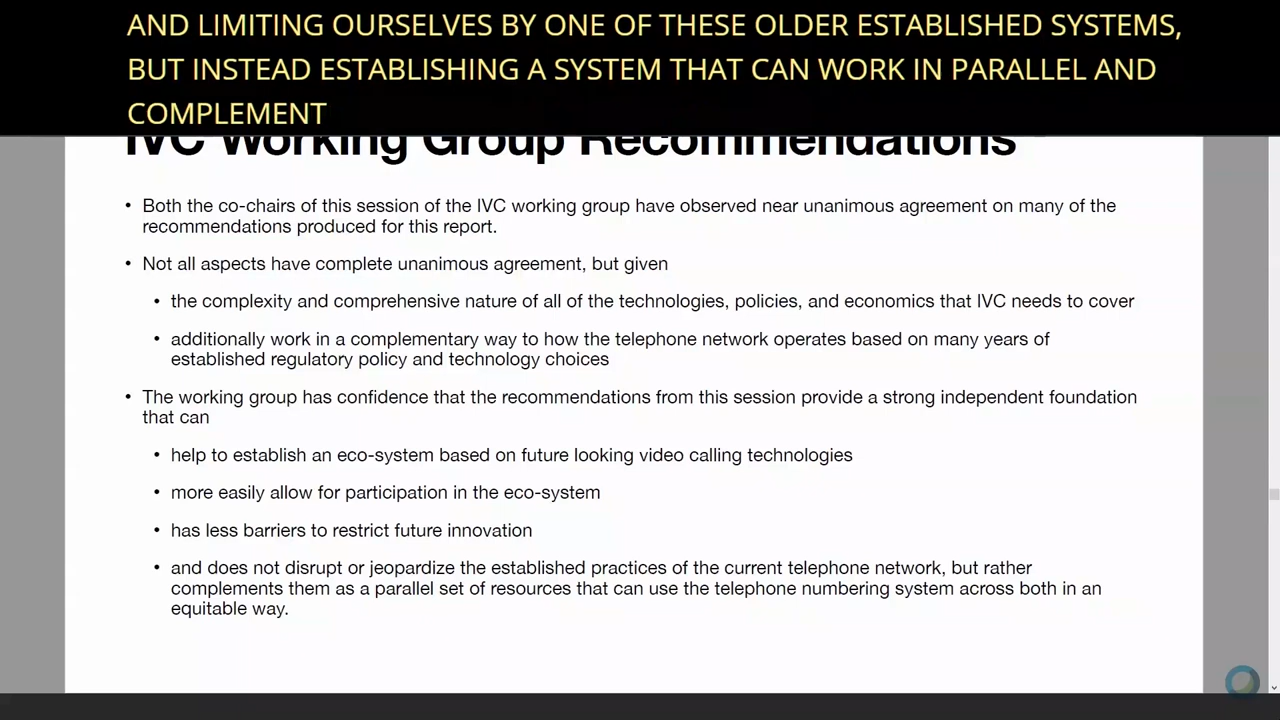 AND LIMITING OURSELVES BY ONE OF THESE OLDER ESTABLISHED SYSTEMS,
BUT INSTEAD ESTABLISHING A SYSTEM THAT CAN WORK IN PARALLEL AND
COMPLEMENT
IVC Working Group Recommendations
• Both the co-chairs of this session of the IVC working group have observed near unanimous agreement on many of the
recommendations produced for this report.
• Not all aspects have complete unanimous agreement, but given
• the complexity and comprehensive nature of all of the technologies, policies, and economics that IVC needs to cover
• additionally work in a complementary way to how the telephone network operates based on many years of
established regulatory policy and technology choices
• The working group has confidence that the recommendations from this session provide a strong independent foundation
that can
• help to establish an eco-system based on future looking video calling technologies
• more easily allow for participation in the eco-system
• has less barriers to restrict future innovation
• and does not disrupt or jeopardize the established practices of the current telephone network, but rather
complements them as a parallel set of resources that can use the telephone numbering system across both in an
equitable way.